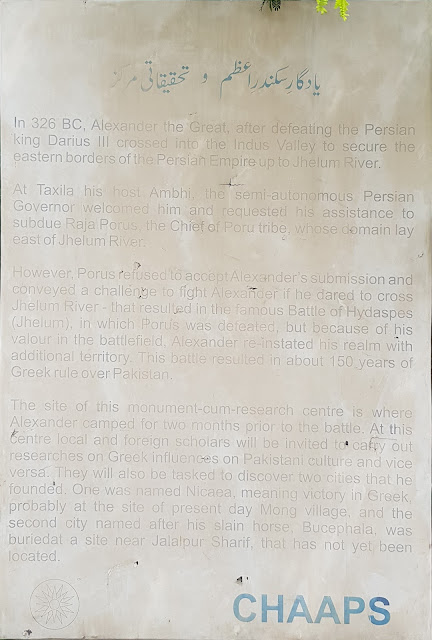 یادگارِ سکندرِ اعظم و تحقیقاتی مرکز
In 326 BC, Alexander the Great, after defeating the Persian
king Darius III crossed into the Indus Valley to secure the
eastern borders of the Persian Empire up to Jhelum River.
At Taxila his host Ambhi, the semi-autonomous Persian
Governor welcomed him and requested his assistance to
subdue Raja Porus, the Chief of Poru tribe, whose domain lay
east of Jhelum River.
However, Porus refused to accept Alexander's submission and
conveyed a challenge to fight Alexander if he dared to cross
Jhelum River - that resulted in the famous Battle of Hydaspes
(Jhelum), in which Porus was defeated, but because of his
valour in the battlefield, Alexander re-instated his realm with
additional territory. This battle resulted in about 150 years of
Greek rule over Pakistan.
The site of this monument-cum-research centre is where
Alexander camped for two months prior to the battle. At this
centre local and foreign scholars will be invited to carry out
researches on Greek influences on Pakistani culture and vice
versa. They will also be tasked to discover two cities that he
founded. One was named Nicaea, meaning victory in Greek,
probably at the site of present day Mong village, and the
second city named after his slain horse, Bucephala, was
buriedat a site near Jalalpur Sharif, that has not yet been
located.
CHAAPS